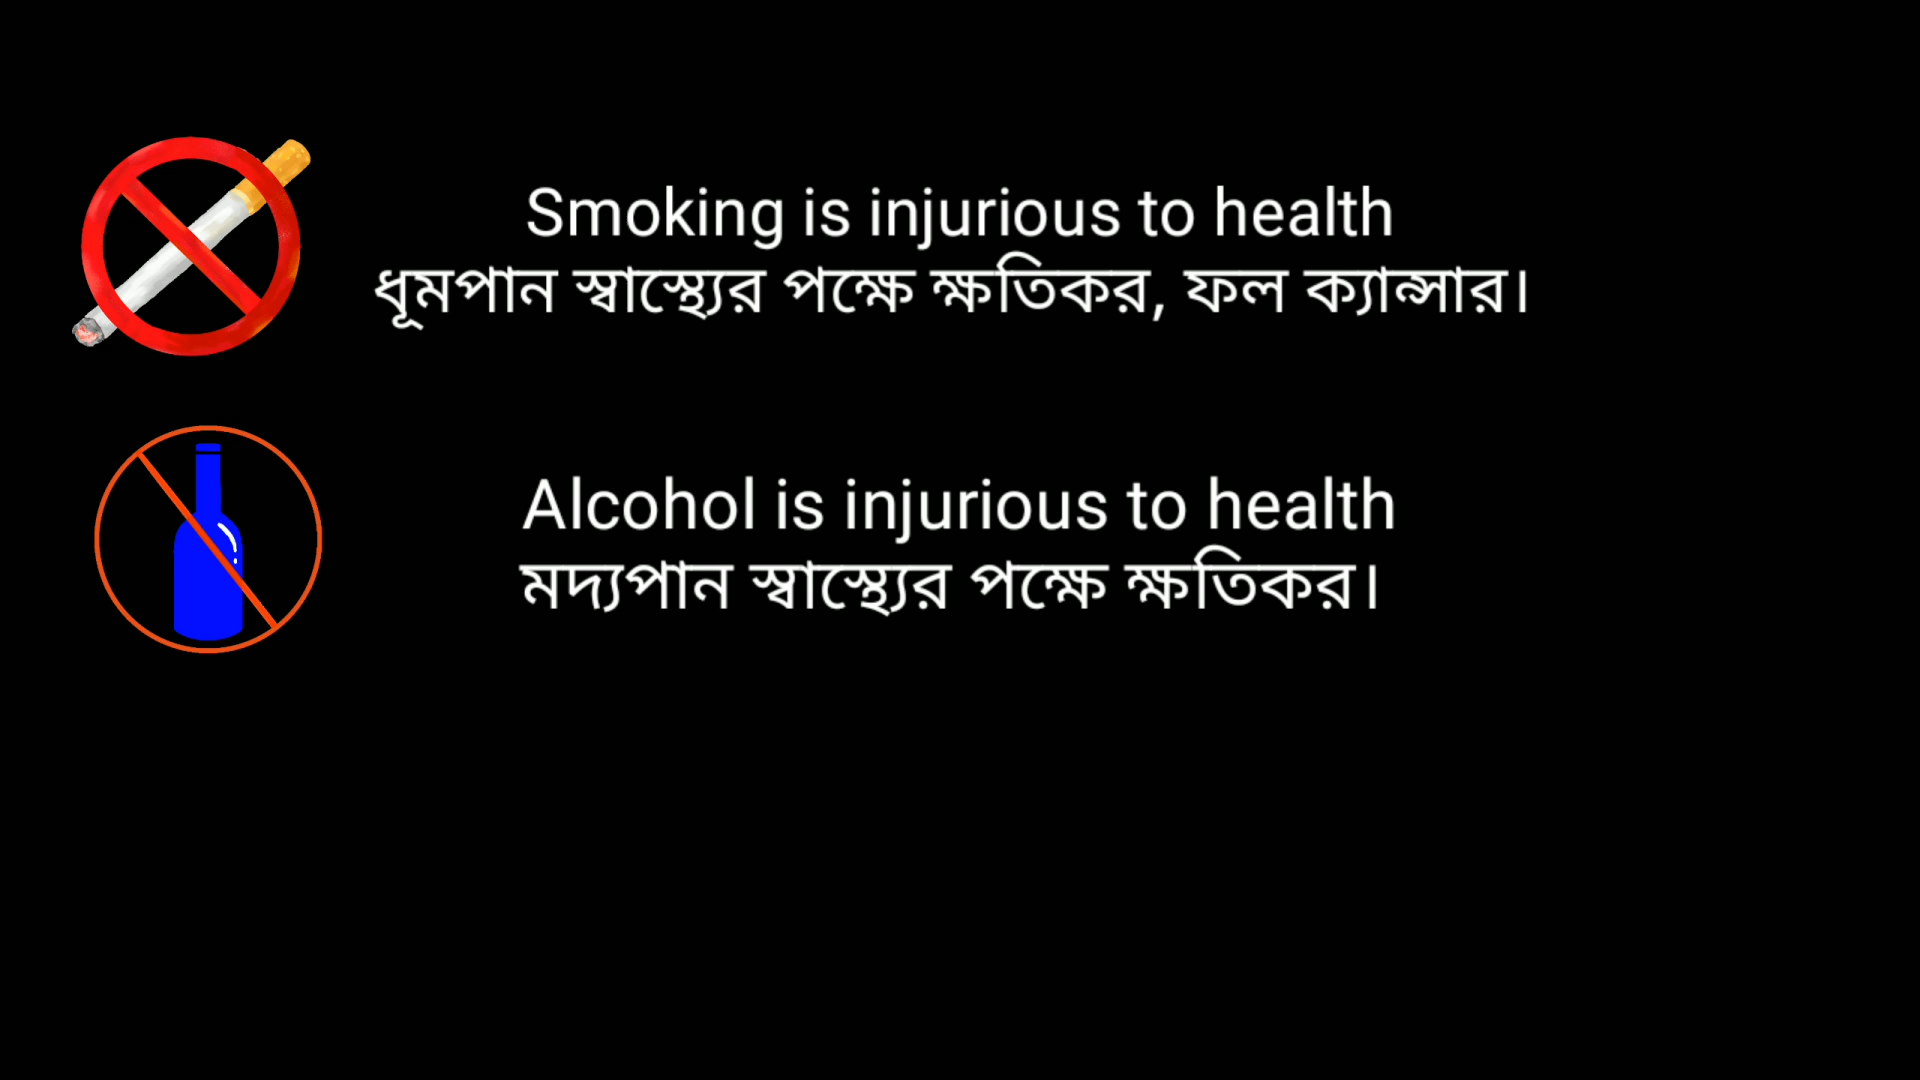 Smoking is injurious to health
ধূমপান স্বাস্থ্যের পক্ষে ক্ষতিকর, ফল ক্যান্সার।
Alcohol is injurious to health
মদ্যপান স্বাস্থ্যের পক্ষে ক্ষতিকর।